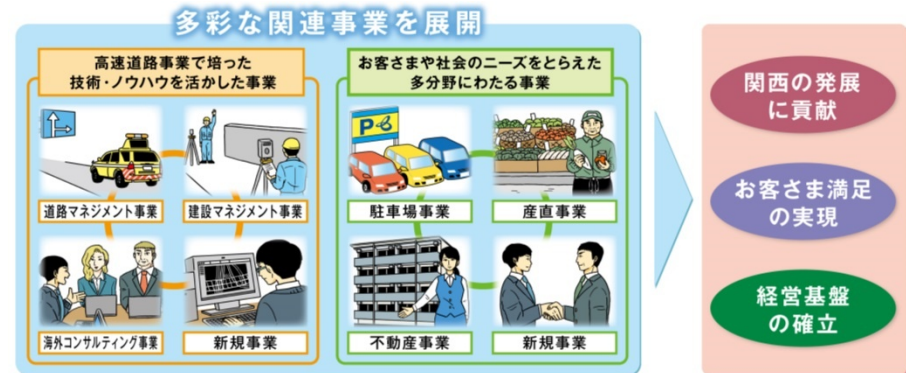 多彩な関連事業を展開
高速道路事業で培った
技術・ノウハウを活かした事業
道路マネジメント事業
建設マネジメント事業
海外コンサルティング事業
新規事業
お客さまや社会のニーズをとらえた
多分野にわたる事業
P
駐車場事業
産直事業
不動産事業
新規事業
関西の発展
に貢献
お客さま満足
の実現
経営基盤
の確立